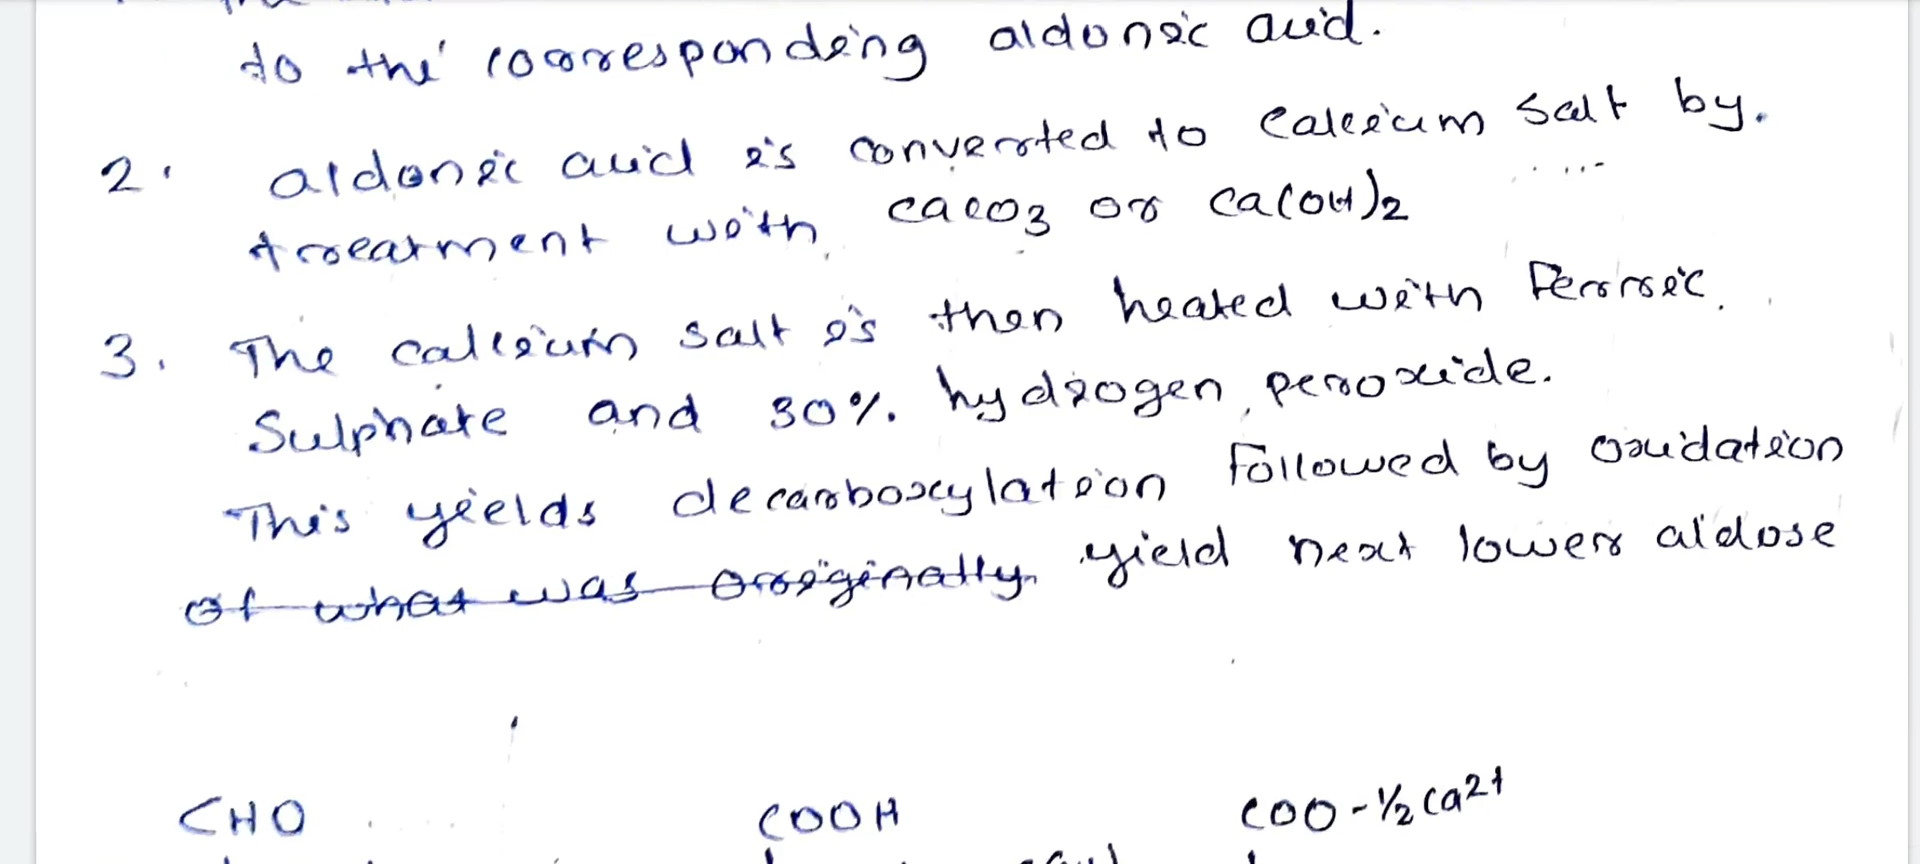 to the corresponding aldonic acid.
2. aldonic acid is converted to calcium salt by.
treatment with CaCO3 or Ca(OH)2
3. The calcium salt is then heated with Ferric.
Sulphate and 30% hydrogen peroxide.
This yields decarboxylation Followed by oxidation
of what was originally yield next lower aldose
CHO COOH COO-½Ca2+